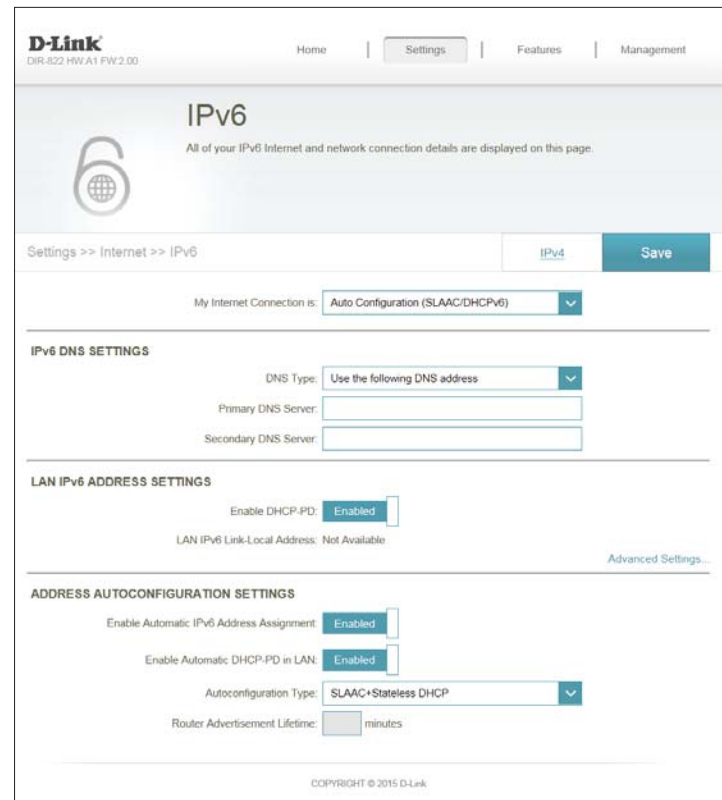 D-Link
DIR-822 HW:A1 FW:2.00
Home | Settings | Features | Management
IPv6
All of your IPv6 Internet and network connection details are displayed on this page.
6
Settings >> Internet >> IPv6
IPv4
Save
My Internet Connection is: Auto Configuration (SLAAC/DHCPv6)
IPv6 DNS SETTINGS
DNS Type: Use the following DNS address
Primary DNS Server:
Secondary DNS Server:
LAN IPv6 ADDRESS SETTINGS
Enable DHCP-PD: Enabled
LAN IPv6 Link-Local Address: Not Available
Advanced Settings...
ADDRESS AUTOCONFIGURATION SETTINGS
Enable Automatic IPv6 Address Assignment: Enabled
Enable Automatic DHCP-PD in LAN: Enabled
Autoconfiguration Type: SLAAC+Stateless DHCP
Router Advertisement Lifetime: minutes
COPYRIGHT © 2015 D-Link